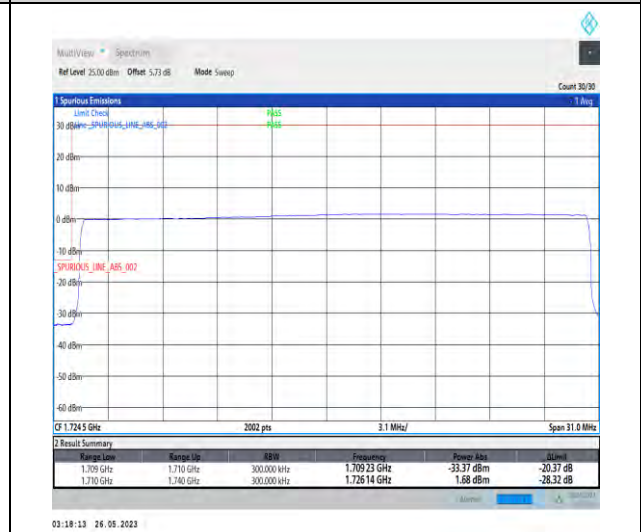 MultiView Spectrum
Ref Level 25.00 dBm Offset 5.73 dB Mode Sweep
Count 30/30
1 Spurious Emissions 1 Avg
Limit Check PASS
30 dBm Line _SPURIOUS_LINE_ABS_002 PASS
20 dBm
10 dBm
0 dBm
-10 dBm
_SPURIOUS_LINE_ABS_002
-20 dBm
-30 dBm
-40 dBm
-50 dBm
-60 dBm
CF 1.724 5 GHz 2002 pts 3.1 MHz/ Span 31.0 MHz
2 Result Summary
Range Low Range Up RBW Frequency Power Abs ΔLimit
1.709 GHz 1.710 GHz 300.000 kHz 1.709 23 GHz -33.37 dBm -20.37 dB
1.710 GHz 1.740 GHz 300.000 kHz 1.726 14 GHz 1.68 dBm -28.32 dB
03:18:13 26.05.2023